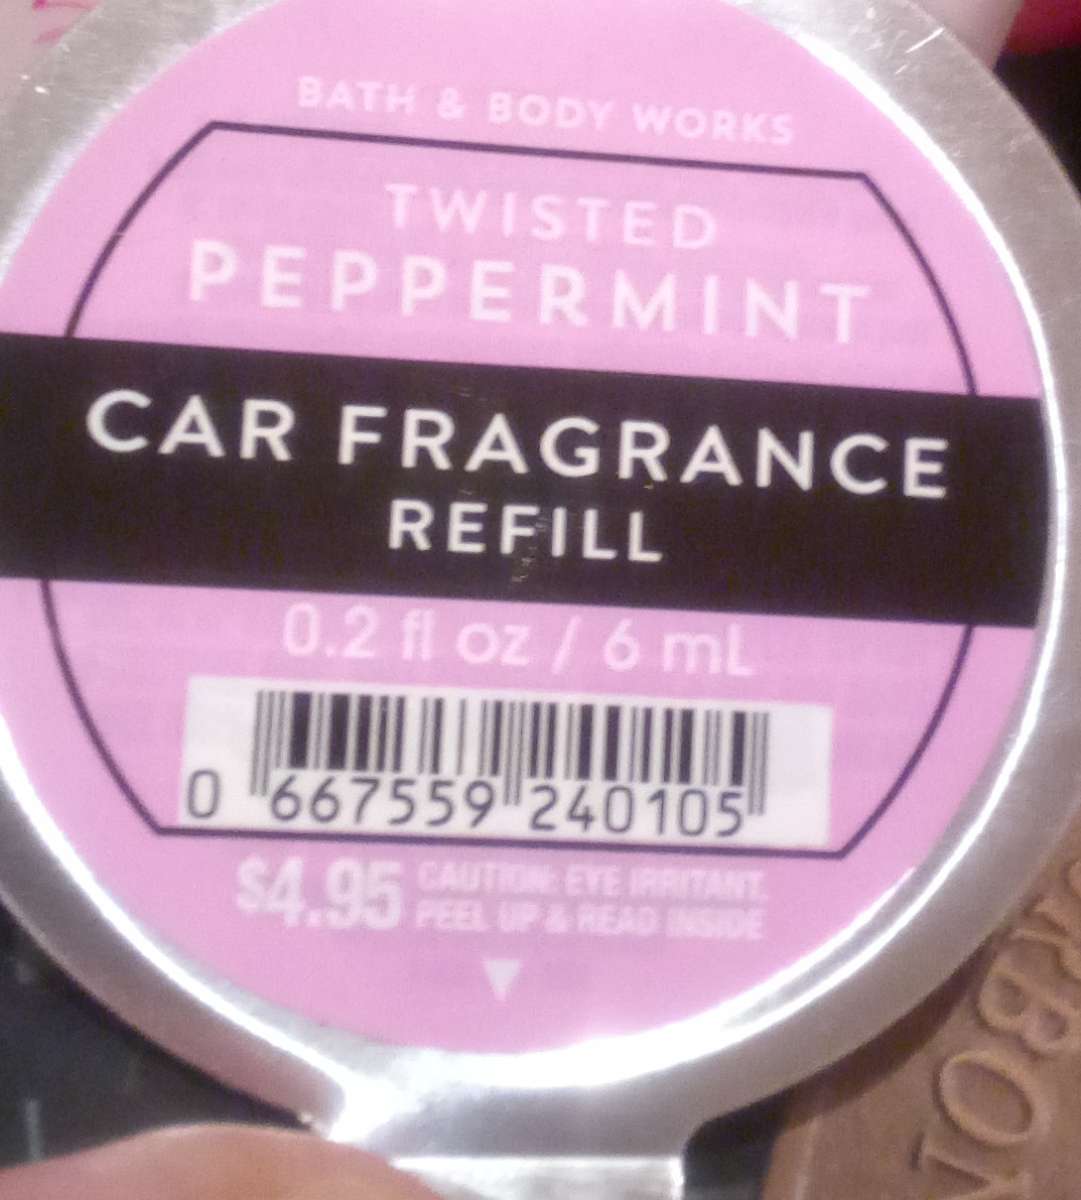 BATH & BODY WORKS
TWISTED
PEPPERMINT
CAR FRAGRANCE
REFILL
0.2 fl oz / 6 mL
0 667559 240105
$4.95 CAUTION: EYE IRRITANT.
PEEL UP & READ INSIDE